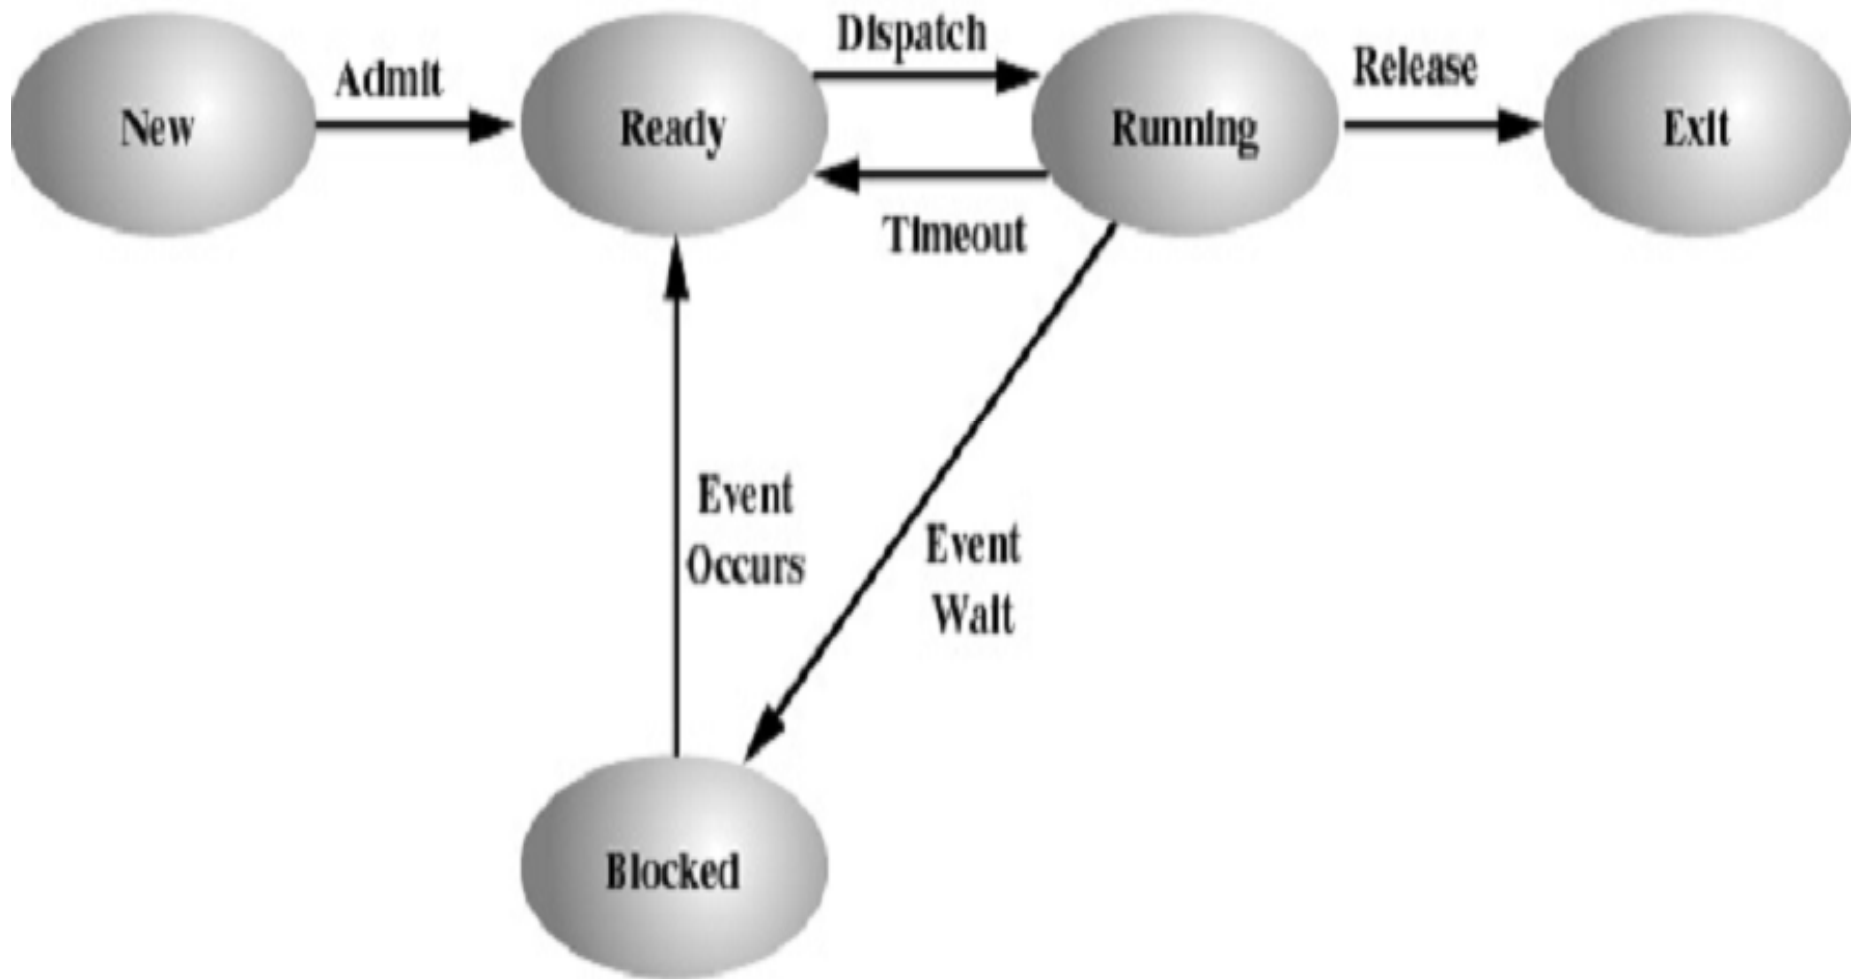 Dispatch
Admit
Release
New
Ready
Running
Exit
Timeout
Event
Occurs
Event
Wait
Blocked